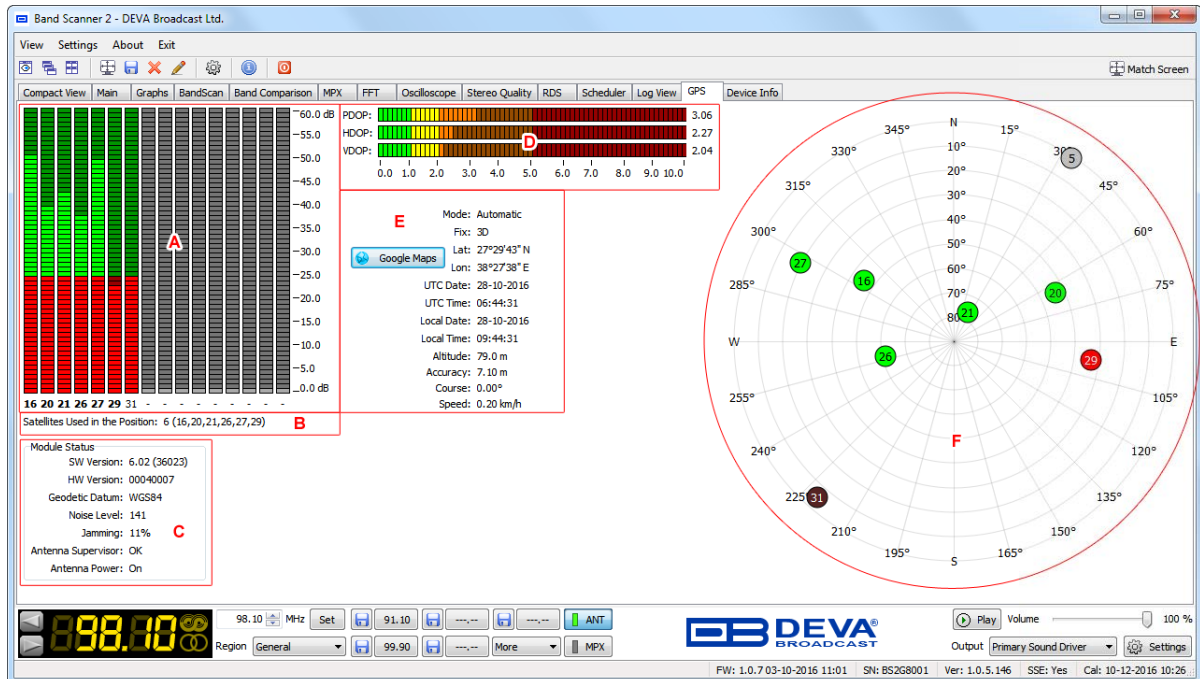 Band Scanner 2 - DEVA Broadcast Ltd.
View Settings About Exit
Match Screen
Compact View Main Graphs BandScan Band Comparison MPX FFT Oscilloscope Stereo Quality RDS Scheduler Log View GPS Device Info
60.0 dB
55.0
50.0
45.0
40.0
35.0
30.0
25.0
20.0
15.0
10.0
5.0
0.0 dB
A
16 20 21 26 27 29 31 - - - - - - - - -
Satellites Used in the Position: 6 (16,20,21,26,27,29)
B
Module Status
SW Version: 6.02 (36023)
HW Version: 00040007
Geodetic Datum: WGS84
Noise Level: 141
Jamming: 11%
Antenna Supervisor: OK
Antenna Power: On
C
PDOP: 3.06
HDOP: 2.27
VDOP: 2.04
D
0.0 1.0 2.0 3.0 4.0 5.0 6.0 7.0 8.0 9.0 10.0
E
Google Maps
Mode: Automatic
Fix: 3D
Lat: 27°29'43" N
Lon: 38°27'38" E
UTC Date: 28-10-2016
UTC Time: 06:44:31
Local Date: 28-10-2016
Local Time: 09:44:31
Altitude: 79.0 m
Accuracy: 7.10 m
Course: 0.00°
Speed: 0.20 km/h
N
345° 15°
330° 5
315° 45°
300° 60°
285° 75°
W E
255° 105°
240° 120°
225° 135°
210° 150°
195° 165°
S
10°
20°
30°
40°
50°
60°
70°
80
27
16
20
21
26
29
31
F
98.10
98.10 MHz Set 91.10 ---.-- ---.-- ANT
Region General 99.90 ---.-- More MPX
DEVA®
BROADCAST
Play Volume 100 %
Output Primary Sound Driver Settings
FW: 1.0.7 03-10-2016 11:01 SN: BS2G8001 Ver: 1.0.5.146 SSE: Yes Cal: 10-12-2016 10:26